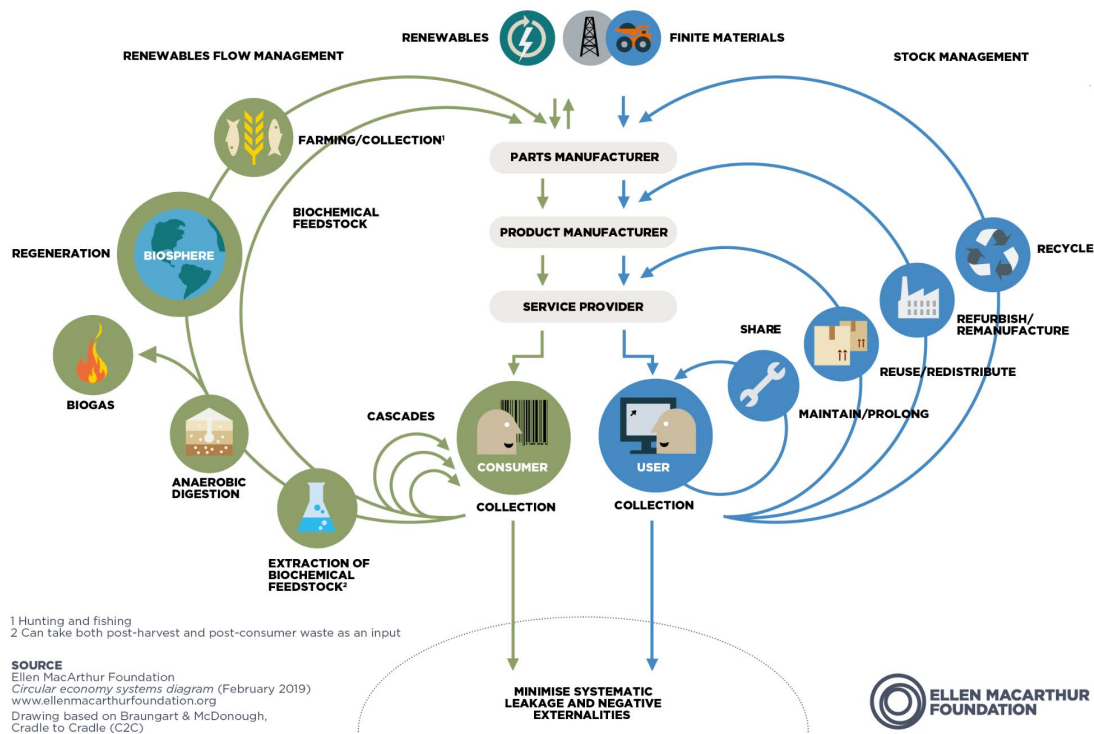 RENEWABLES
FINITE MATERIALS
RENEWABLES FLOW MANAGEMENT
STOCK MANAGEMENT
FARMING/COLLECTION¹
PARTS MANUFACTURER
BIOCHEMICAL
FEEDSTOCK
PRODUCT MANUFACTURER
REGENERATION
BIOSPHERE
RECYCLE
SERVICE PROVIDER
SHARE
REFURBISH/
REMANUFACTURE
REUSE/REDISTRIBUTE
BIOGAS
CASCADES
MAINTAIN/PROLONG
CONSUMER
USER
ANAEROBIC
DIGESTION
COLLECTION
COLLECTION
EXTRACTION OF
BIOCHEMICAL
FEEDSTOCK²
1 Hunting and fishing
2 Can take both post-harvest and post-consumer waste as an input
SOURCE
Ellen MacArthur Foundation
Circular economy systems diagram (February 2019)
www.ellenmacarthurfoundation.org
Drawing based on Braungart & McDonough,
Cradle to Cradle (C2C)
MINIMISE SYSTEMATIC
LEAKAGE AND NEGATIVE
EXTERNALITIES
ELLEN MACARTHUR
FOUNDATION